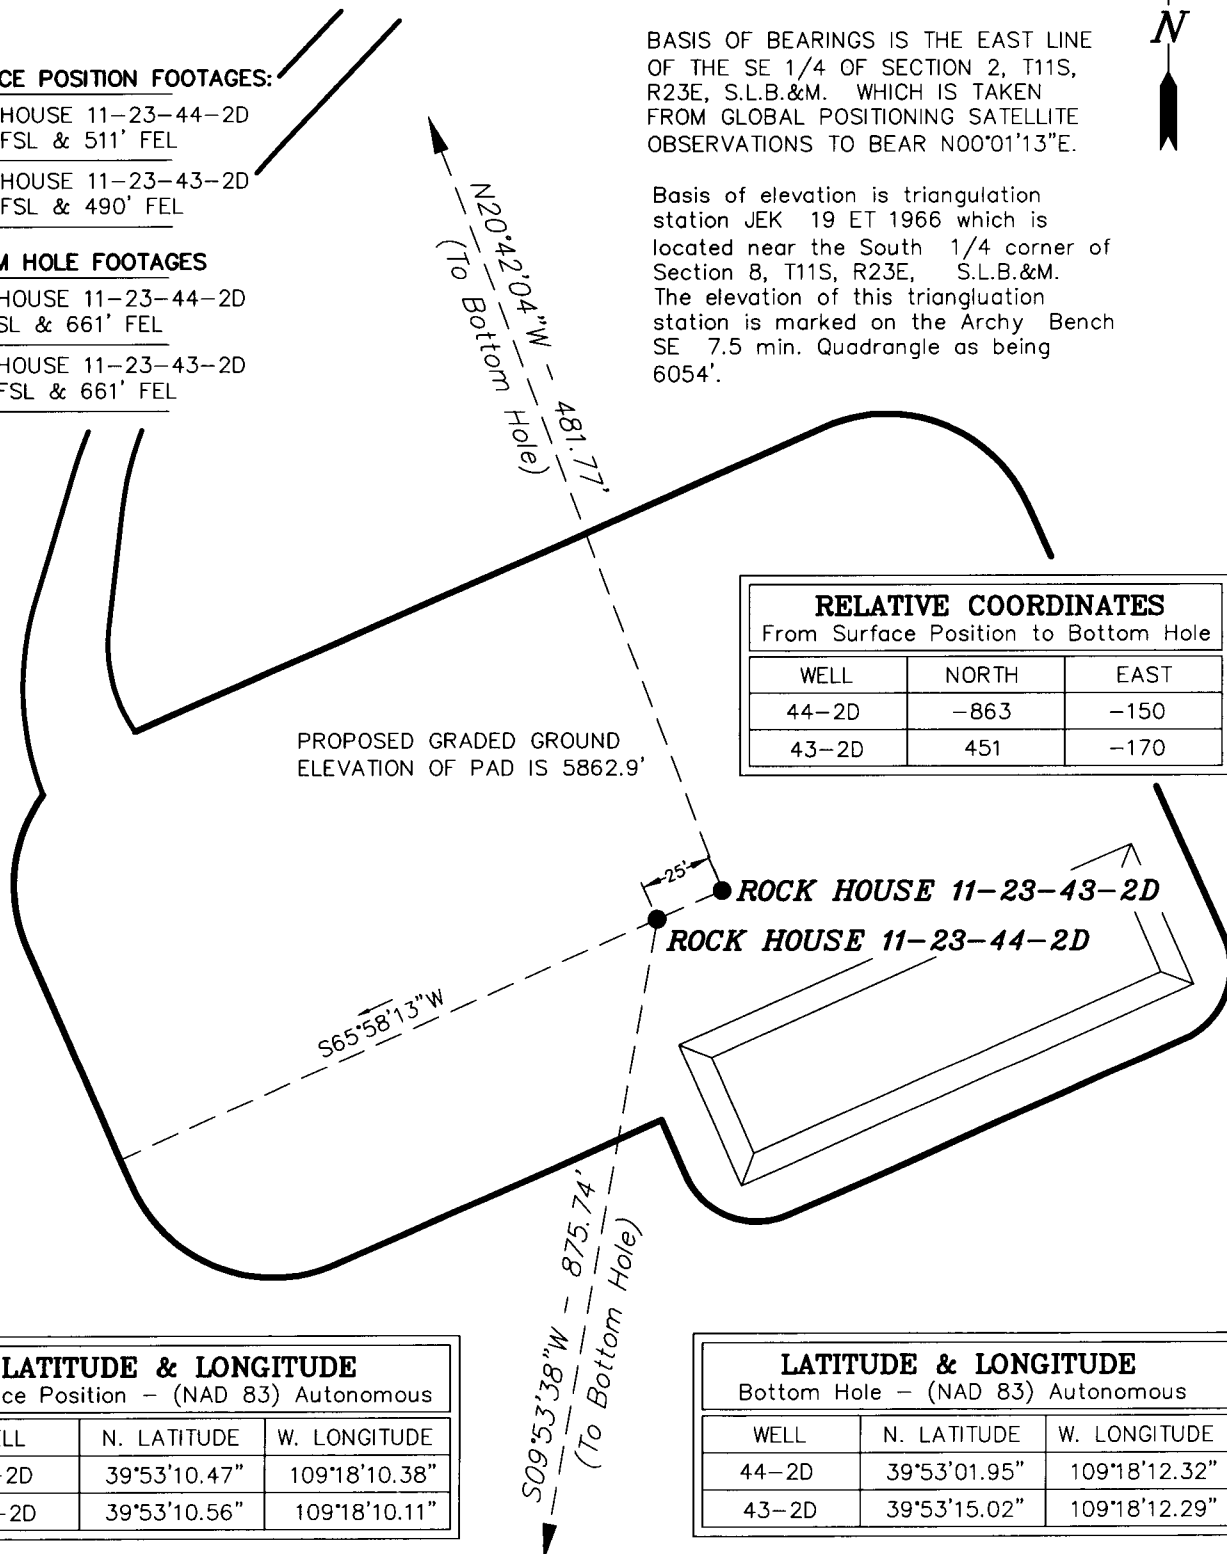 CE POSITION FOOTAGES:
HOUSE 11-23-44-2D
FSL & 511' FEL
HOUSE 11-23-43-2D
FSL & 490' FEL
M HOLE FOOTAGES
HOUSE 11-23-44-2D
SL & 661' FEL
HOUSE 11-23-43-2D
FSL & 661' FEL
BASIS OF BEARINGS IS THE EAST LINE
OF THE SE 1/4 OF SECTION 2, T11S,
R23E, S.L.B.&M. WHICH IS TAKEN
FROM GLOBAL POSITIONING SATELLITE
OBSERVATIONS TO BEAR N00°01'13"E.
N
Basis of elevation is triangulation
station JEK 19 ET 1966 which is
located near the South 1/4 corner of
Section 8, T11S, R23E, S.L.B.&M.
The elevation of this triangluation
station is marked on the Archy Bench
SE 7.5 min. Quadrangle as being
6054'.
N20°42'04"W - 481.77'
(To Bottom Hole)
RELATIVE COORDINATES
From Surface Position to Bottom Hole
WELL NORTH EAST
44-2D -863 -150
43-2D 451 -170
PROPOSED GRADED GROUND
ELEVATION OF PAD IS 5862.9'
25'
ROCK HOUSE 11-23-43-2D
ROCK HOUSE 11-23-44-2D
S65°58'13"W
S09°53'38"W - 875.74'
(To Bottom Hole)
LATITUDE & LONGITUDE
ce Position - (NAD 83) Autonomous
ELL N. LATITUDE W. LONGITUDE
-2D 39°53'10.47" 109°18'10.38"
-2D 39°53'10.56" 109°18'10.11"
LATITUDE & LONGITUDE
Bottom Hole - (NAD 83) Autonomous
WELL N. LATITUDE W. LONGITUDE
44-2D 39°53'01.95" 109°18'12.32"
43-2D 39°53'15.02" 109°18'12.29"